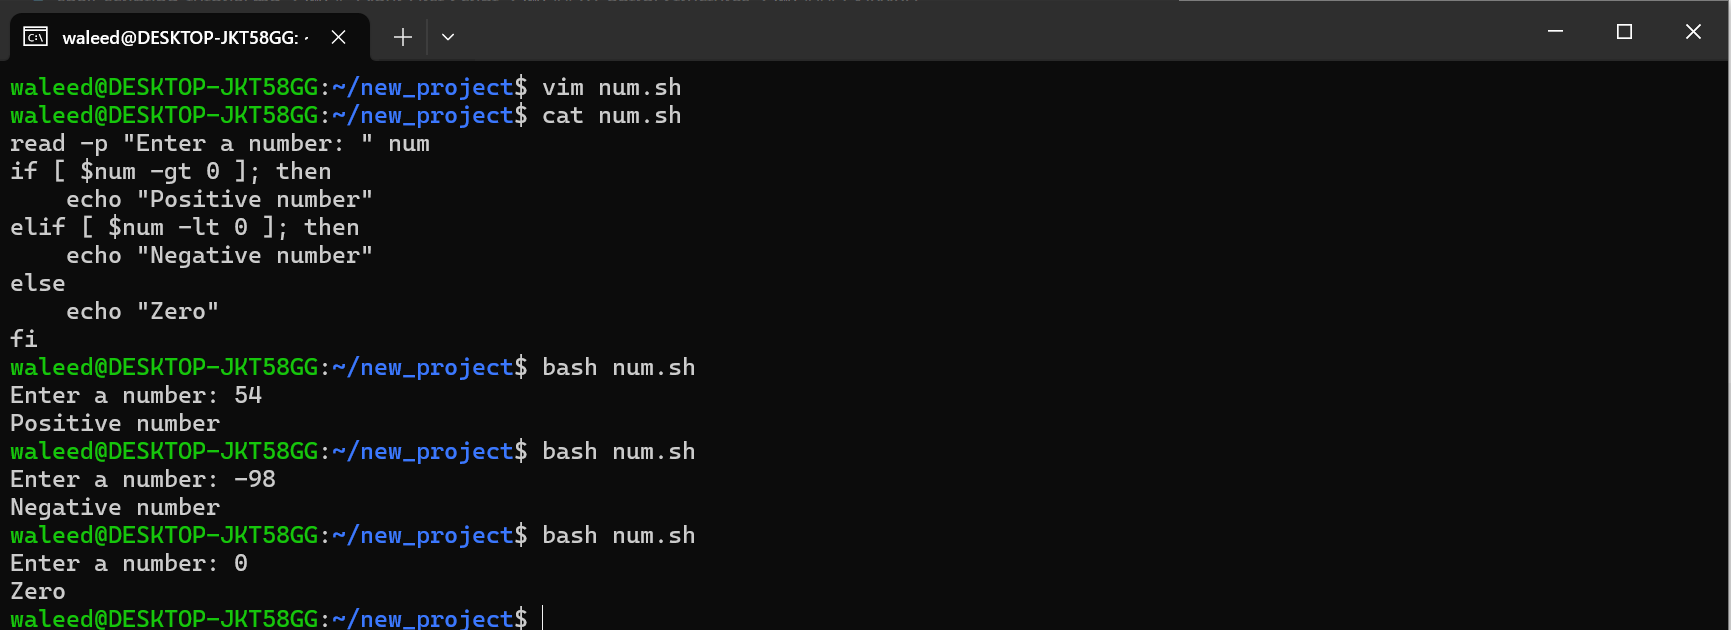 waleed@DESKTOP-JKT58GG: ~
waleed@DESKTOP-JKT58GG:~/new_project$ vim num.sh
waleed@DESKTOP-JKT58GG:~/new_project$ cat num.sh
read -p "Enter a number: " num
if [ $num -gt 0 ]; then
    echo "Positive number"
elif [ $num -lt 0 ]; then
    echo "Negative number"
else
    echo "Zero"
fi
waleed@DESKTOP-JKT58GG:~/new_project$ bash num.sh
Enter a number: 54
Positive number
waleed@DESKTOP-JKT58GG:~/new_project$ bash num.sh
Enter a number: -98
Negative number
waleed@DESKTOP-JKT58GG:~/new_project$ bash num.sh
Enter a number: 0
Zero
waleed@DESKTOP-JKT58GG:~/new_project$